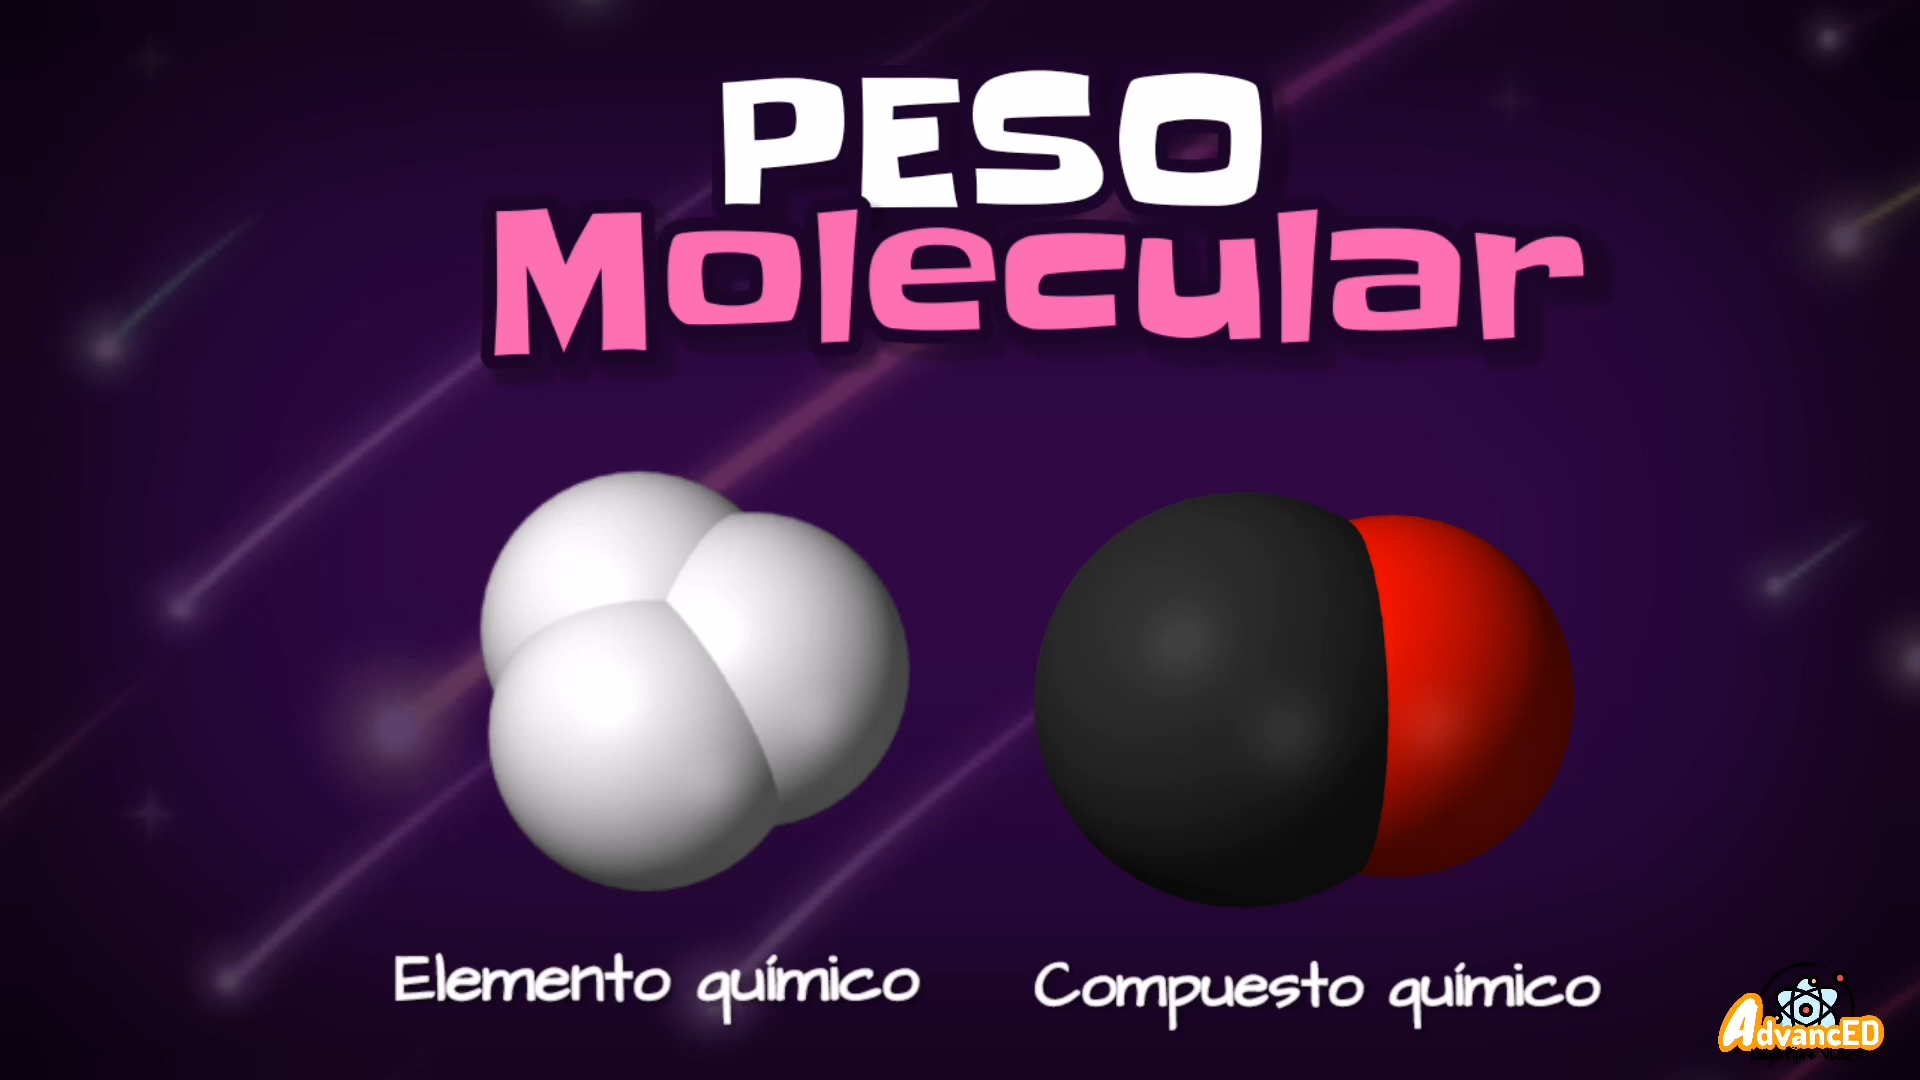 PESO
Molecular
Elemento químico
Compuesto químico
AdvancED